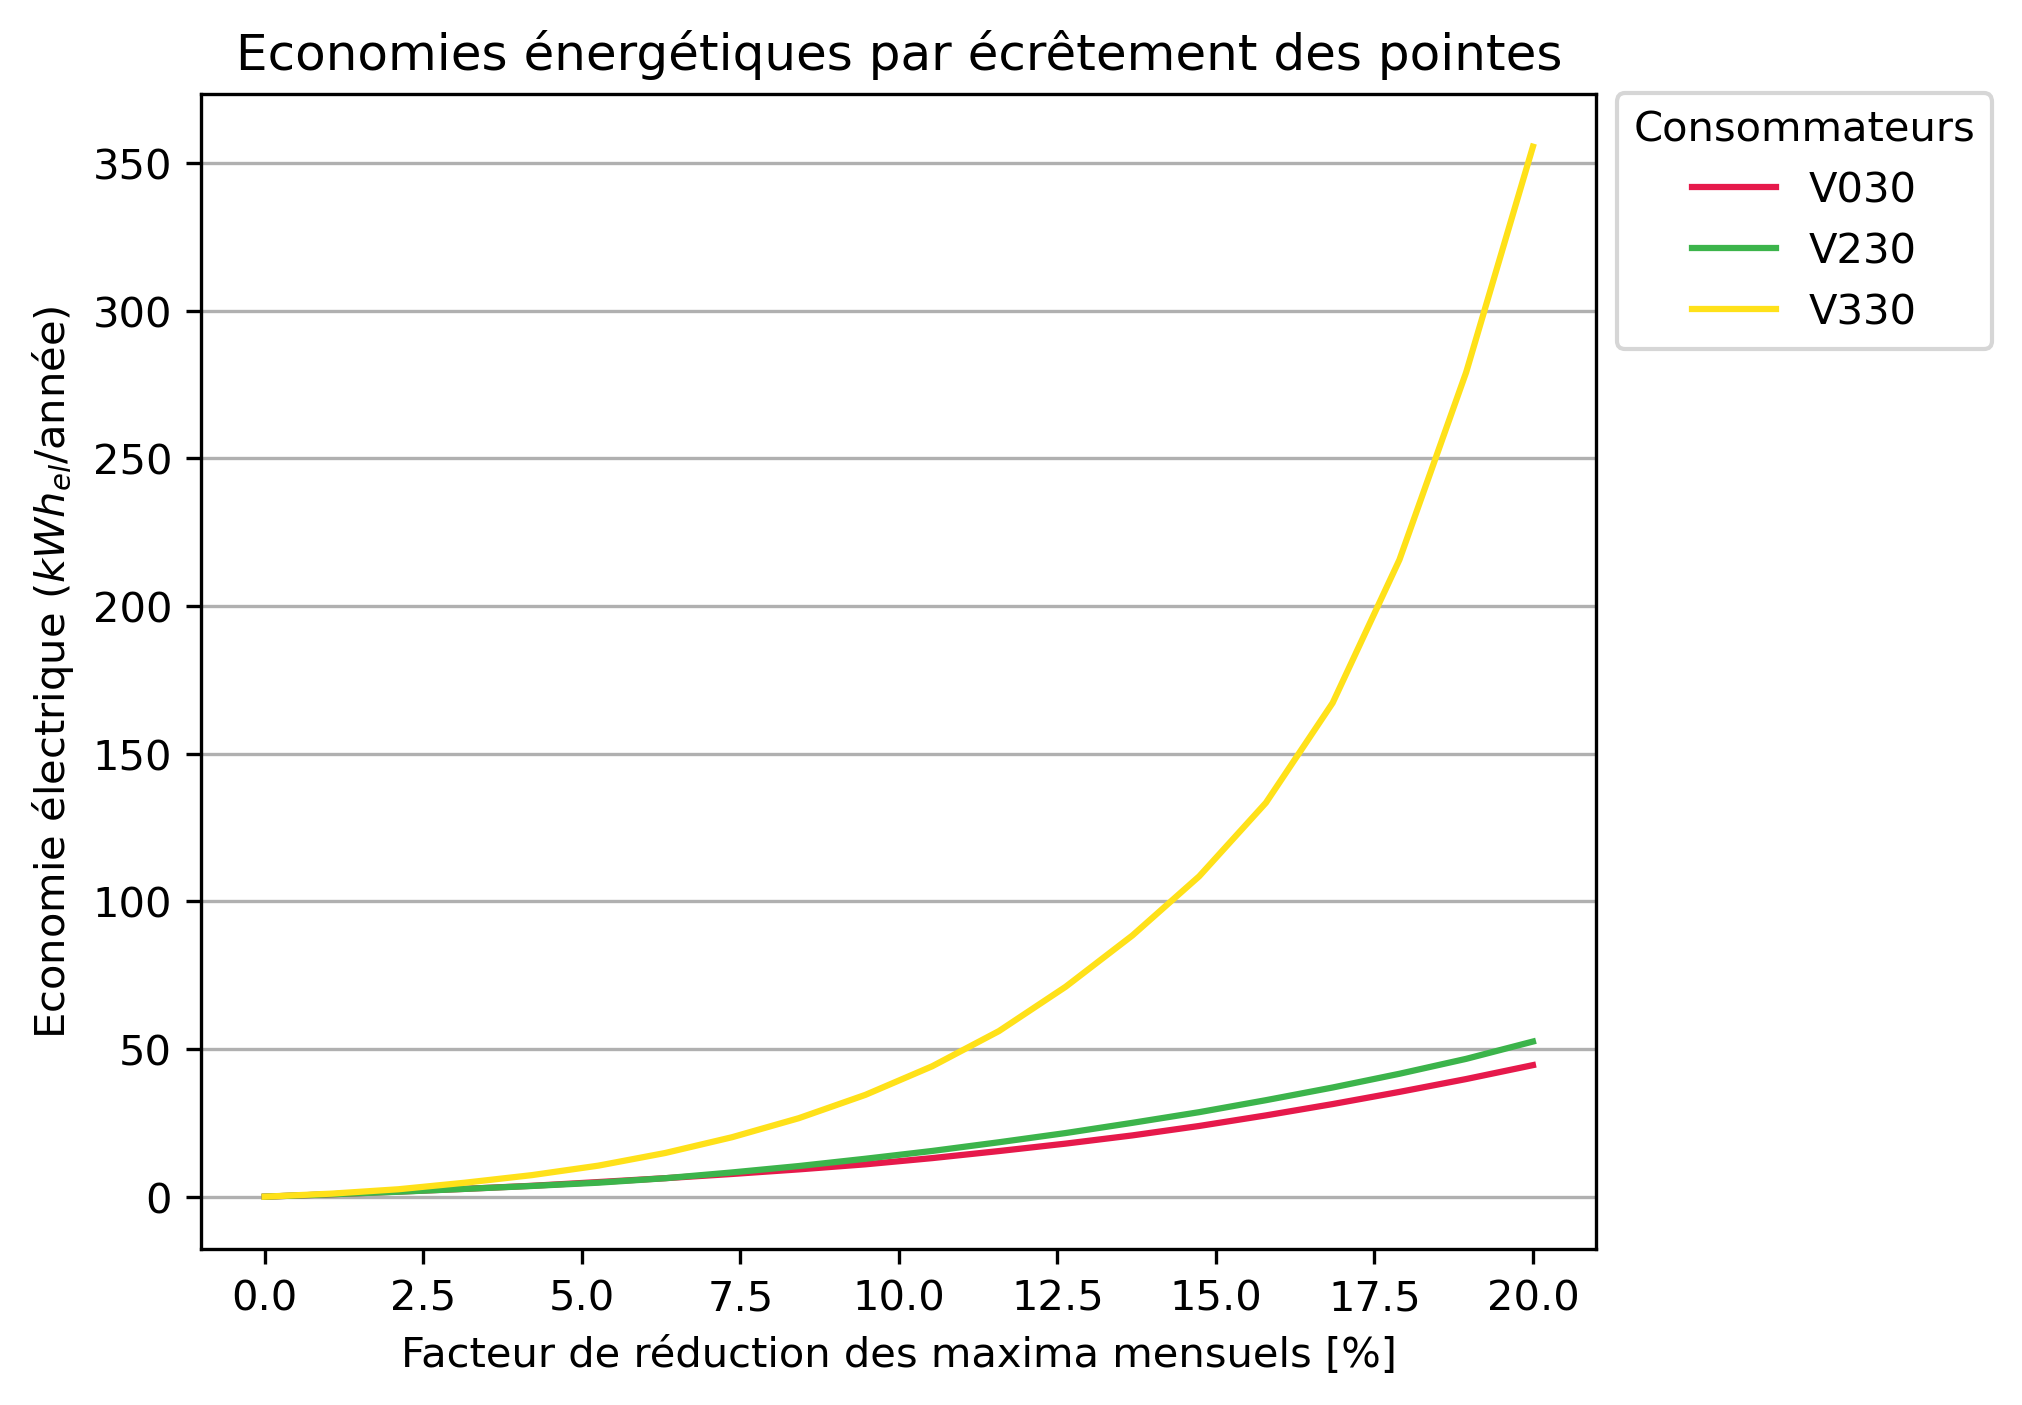 Economies énergétiques par écrêtement des pointes
Consommateurs
V030
V230
V330
Economie électrique (kWh_el/année)
350
300
250
200
150
100
50
0
0.0 2.5 5.0 7.5 10.0 12.5 15.0 17.5 20.0
Facteur de réduction des maxima mensuels [%]